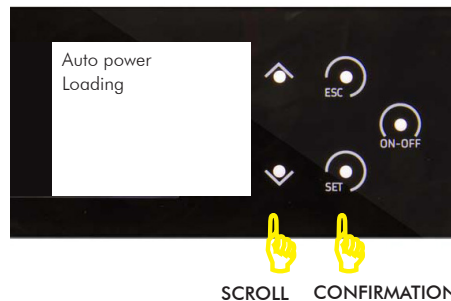 Auto power
Loading
ESC
ON-OFF
SET
SCROLL
CONFIRMATION